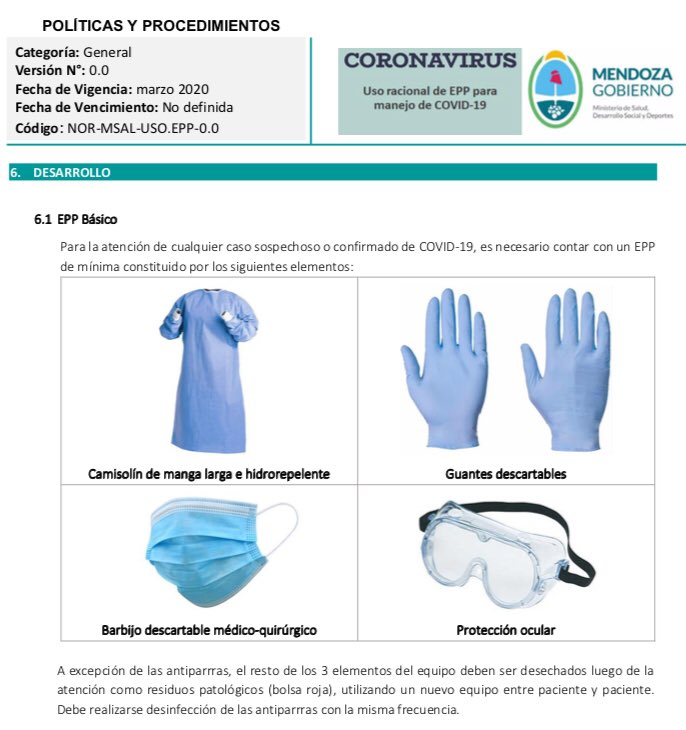 POLÍTICAS Y PROCEDIMIENTOS
Categoría: General
Versión N°: 0.0
Fecha de Vigencia: marzo 2020
Fecha de Vencimiento: No definida
Código: NOR-MSAL-USO.EPP-0.0
CORONAVIRUS
Uso racional de EPP para
manejo de COVID-19
MENDOZA
GOBIERNO
Ministerio de Salud,
Desarrollo Social y Deportes
6. DESARROLLO
6.1 EPP Básico
Para la atención de cualquier caso sospechoso o confirmado de COVID-19, es necesario contar con un EPP
de mínima constituido por los siguientes elementos:
Camisolín de manga larga e hidrorepelente
Guantes descartables
Barbijo descartable médico-quirúrgico
Protección ocular
A excepción de las antiparrras, el resto de los 3 elementos del equipo deben ser desechados luego de la
atención como residuos patológicos (bolsa roja), utilizando un nuevo equipo entre paciente y paciente.
Debe realizarse desinfección de las antiparrras con la misma frecuencia.